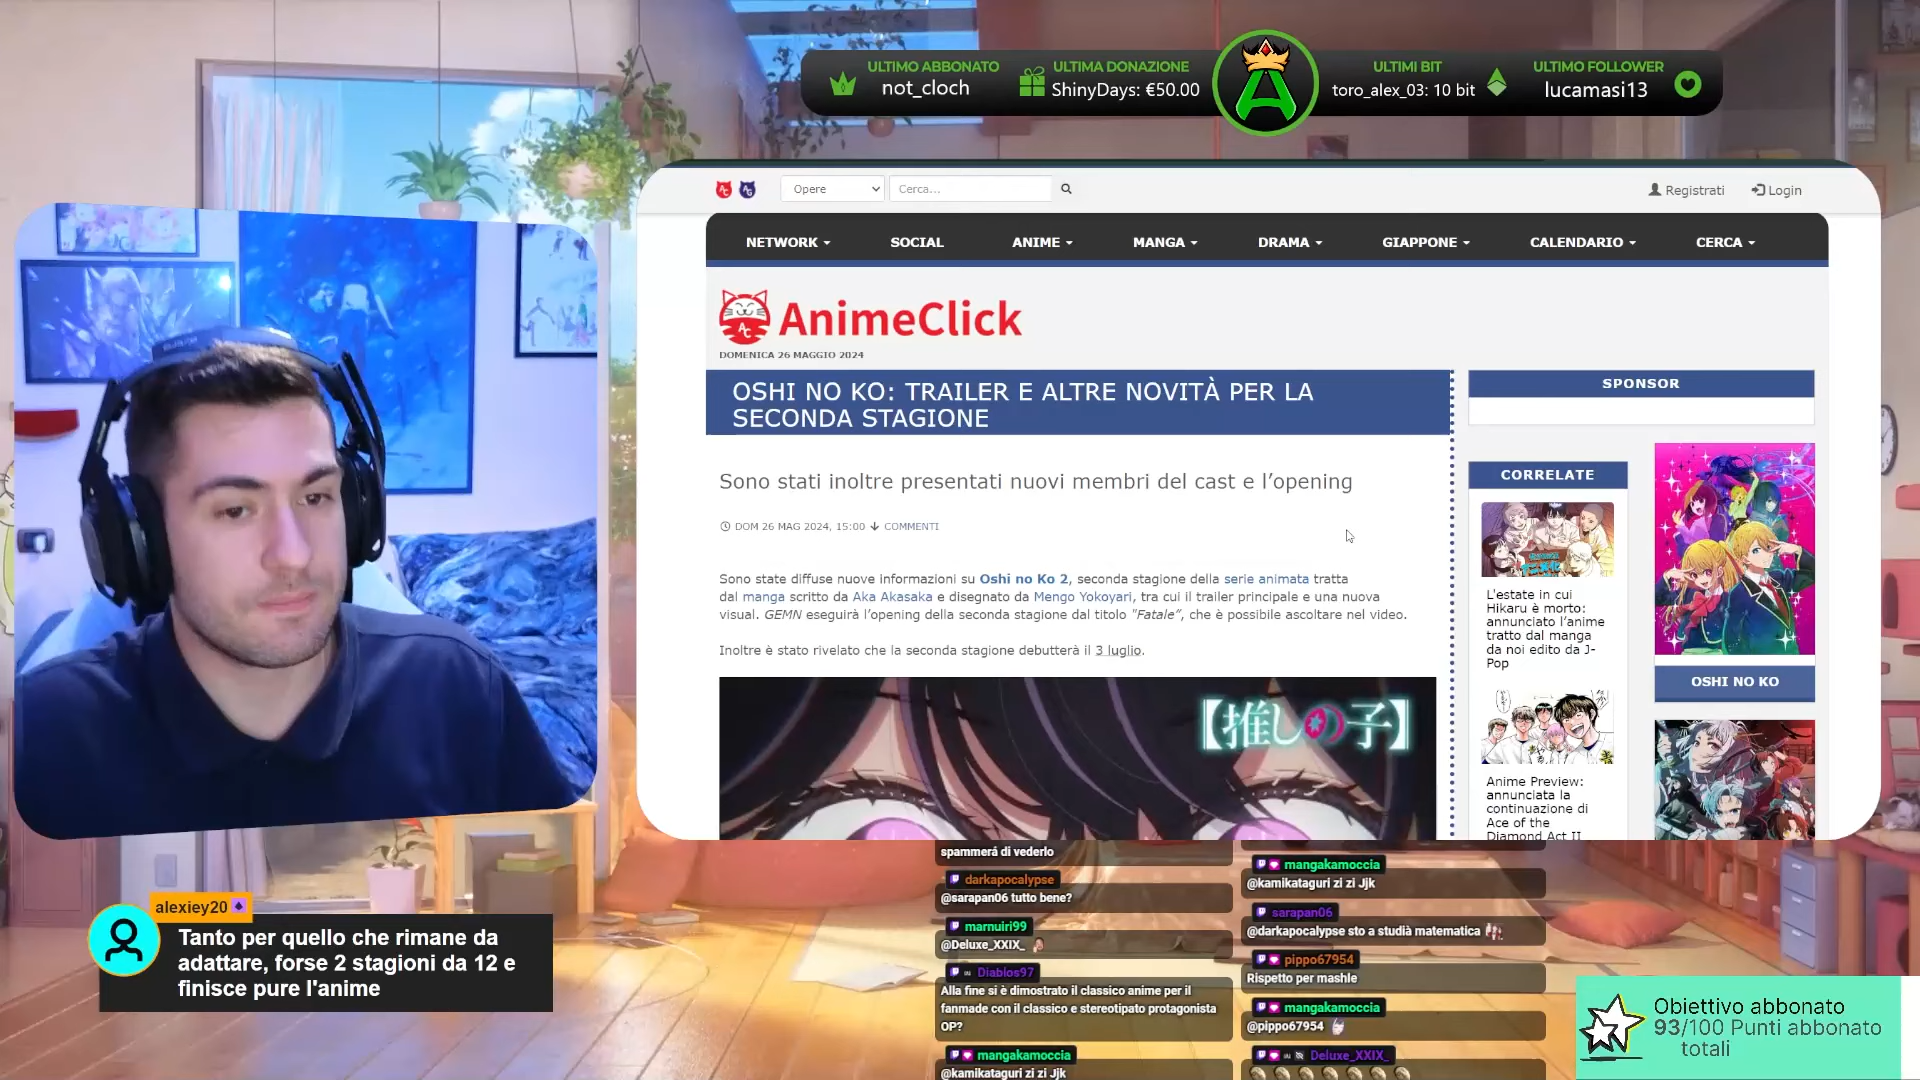 ULTIMO ABBONATO
not_cloch
ULTIMA DONAZIONE
ShinyDays: €50.00
ULTIMI BIT
toro_alex_03: 10 bit
ULTIMO FOLLOWER
lucamasi13
Opere
Cerca...
Registrati
Login
NETWORK
SOCIAL
ANIME
MANGA
DRAMA
GIAPPONE
CALENDARIO
CERCA
AnimeClick
DOMENICA 26 MAGGIO 2024
OSHI NO KO: TRAILER E ALTRE NOVITÀ PER LA
SECONDA STAGIONE
Sono stati inoltre presentati nuovi membri del cast e l’opening
DOM 26 MAG 2024, 15:00 COMMENTI
Sono state diffuse nuove informazioni su Oshi no Ko 2, seconda stagione della serie animata tratta
dal manga scritto da Aka Akasaka e disegnato da Mengo Yokoyari, tra cui il trailer principale e una nuova
visual. GEMN eseguirà l’opening della seconda stagione dal titolo "Fatale”, che è possibile ascoltare nel video.
Inoltre è stato rivelato che la seconda stagione debutterà il 3 luglio.
【推しの子】
SPONSOR
CORRELATE
L'estate in cui
Hikaru è morto:
annunciato l’anime
tratto dal manga
da noi edito da J-
Pop
Anime Preview:
annunciata la
continuazione di
Ace of the
Diamond Act II
OSHI NO KO
alexiey20
Tanto per quello che rimane da
adattare, forse 2 stagioni da 12 e
finisce pure l'anime
spammerá di vederlo
darkapocalypse
@sarapan06 tutto bene?
marnuiri99
@Deluxe_XXIX_
Diablos97
Alla fine si è dimostrato il classico anime per il
fanmade con il classico e stereotipato protagonista
OP?
mangakamoccia
@kamikataguri zi zi Jjk
mangakamoccia
@kamikataguri zi zi Jjk
sarapan06
@darkapocalypse sto a studià matematica
pippo67954
Rispetto per mashle
mangakamoccia
@pippo67954
Deluxe_XXIX_
Obiettivo abbonato
93/100 Punti abbonato
totali